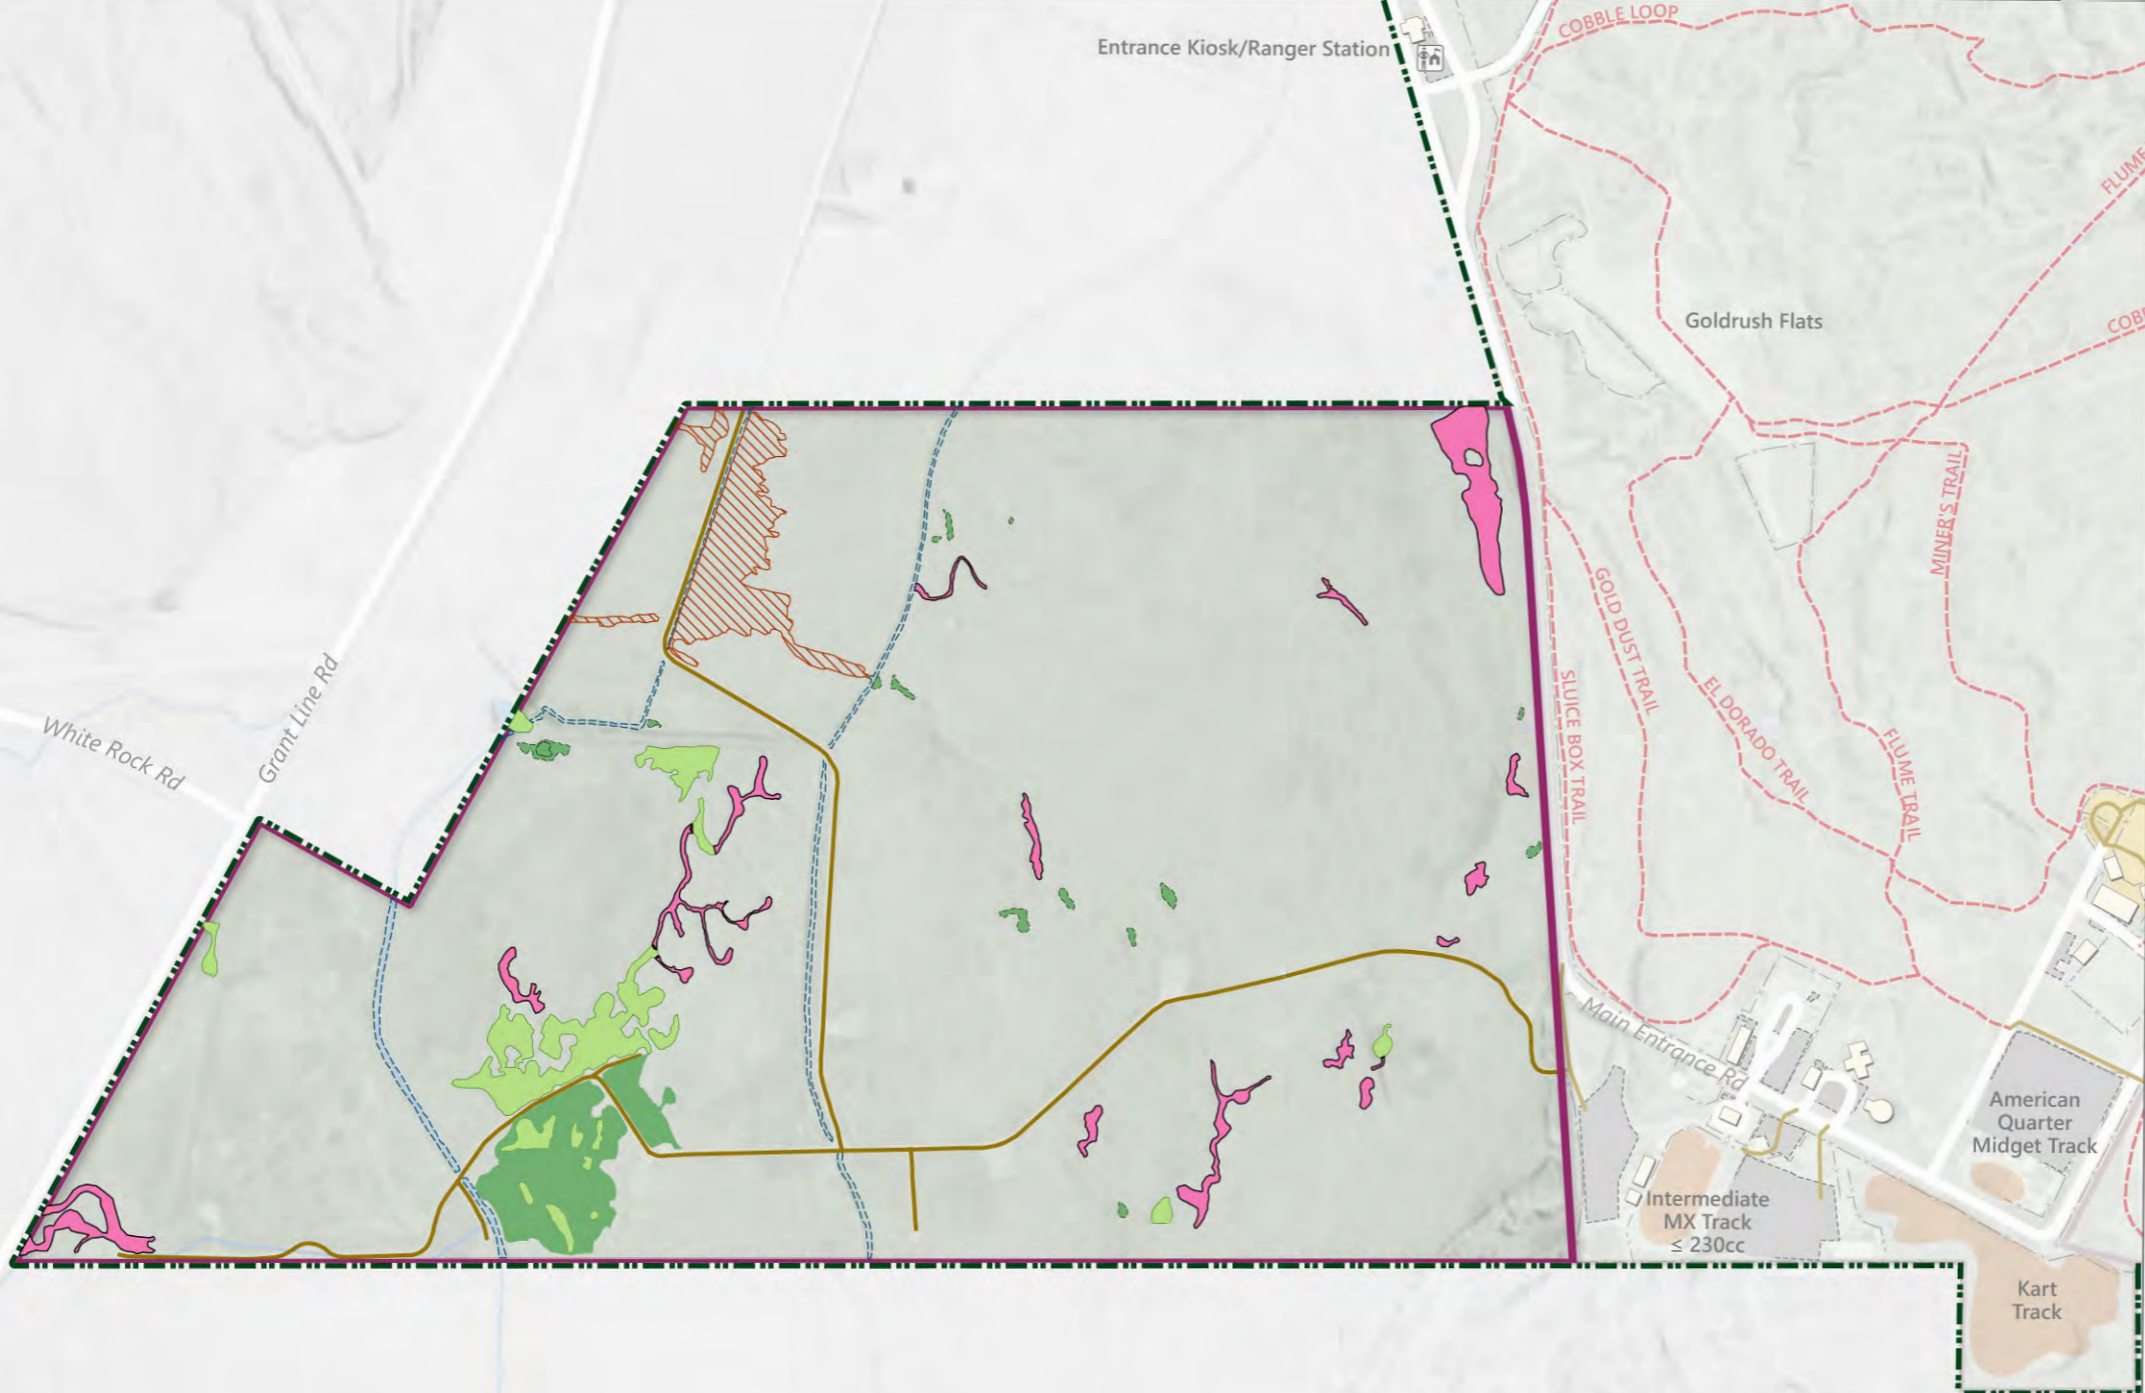 COBBLE LOOP
Entrance Kiosk/Ranger Station
FLUME
Goldrush Flats
COBB
MINER'S TRAIL
GOLD DUST TRAIL
SLUICE BOX TRAIL
EL DORADO TRAIL
FLUME TRAIL
Grant Line Rd
White Rock Rd
Main Entrance Rd
American
Quarter
Midget Track
Intermediate
MX Track
≤ 230cc
Kart
Track